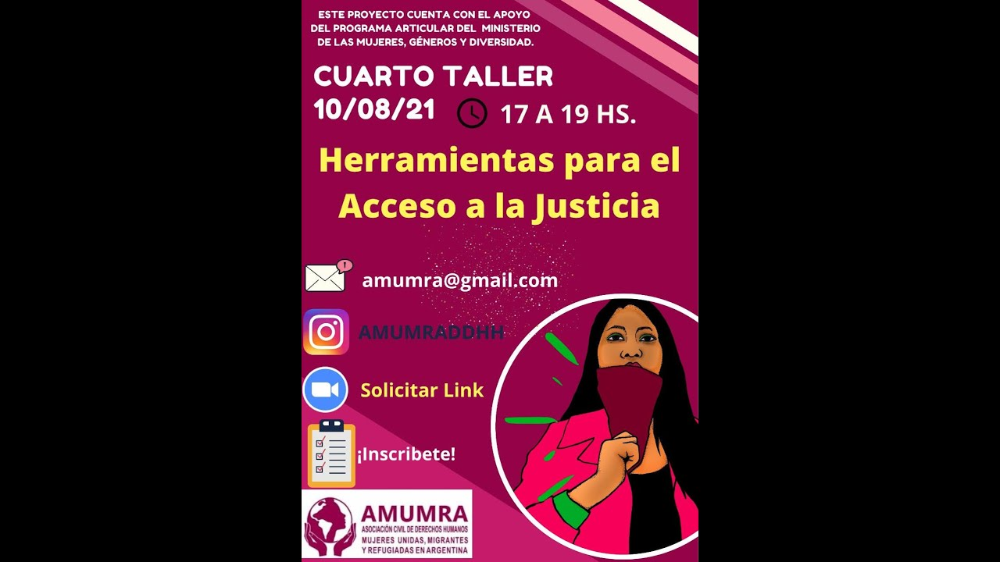 ESTE PROYECTO CUENTA CON EL APOYO
DEL PROGRAMA ARTICULAR DEL MINISTERIO
DE LAS MUJERES, GÉNEROS Y DIVERSIDAD.
CUARTO TALLER
10/08/21 17 A 19 HS.
Herramientas para el
Acceso a la Justicia
amumra@gmail.com
AMUMRADDHH
Solicitar Link
¡Inscribete!
AMUMRA
ASOCIACIÓN CIVIL DE DERECHOS HUMANOS
MUJERES UNIDAS, MIGRANTES
Y REFUGIADAS EN ARGENTINA